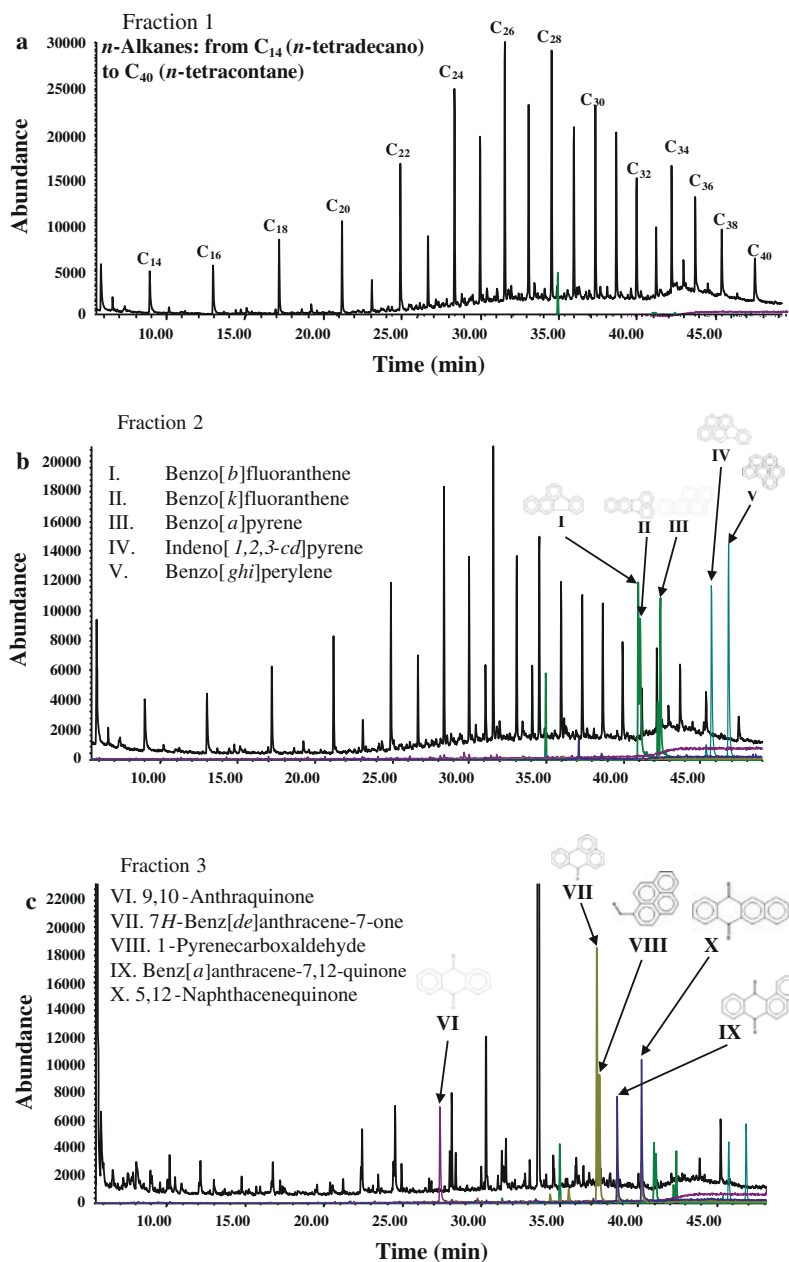 Fraction 1
a
n-Alkanes: from C14 (n-tetradecano)
to C40 (n-tetracontane)
30000
25000
20000
15000
10000
5000
0
Abundance
C14
C16
C18
C20
C22
C24
C26
C28
C30
C32
C34
C36
C38
C40
10.00 15.00 20.00 25.00 30.00 35.00 40.00 45.00
Time (min)
Fraction 2
b
I. Benzo[b]fluoranthene
II. Benzo[k]fluoranthene
III. Benzo[a]pyrene
IV. Indeno[1,2,3-cd]pyrene
V. Benzo[ghi]perylene
20000
18000
16000
14000
12000
10000
8000
6000
4000
2000
0
Abundance
I
II
III
IV
V
10.00 15.00 20.00 25.00 30.00 35.00 40.00 45.00
Time (min)
Fraction 3
c
VI. 9,10-Anthraquinone
VII. 7H-Benz[de]anthracene-7-one
VIII. 1-Pyrenecarboxaldehyde
IX. Benz[a]anthracene-7,12-quinone
X. 5,12-Naphthacenequinone
22000
20000
18000
16000
14000
12000
10000
8000
6000
4000
2000
0
Abundance
VI
VII
VIII
X
IX
10.00 15.00 20.00 25.00 30.00 35.00 40.00 45.00
Time (min)